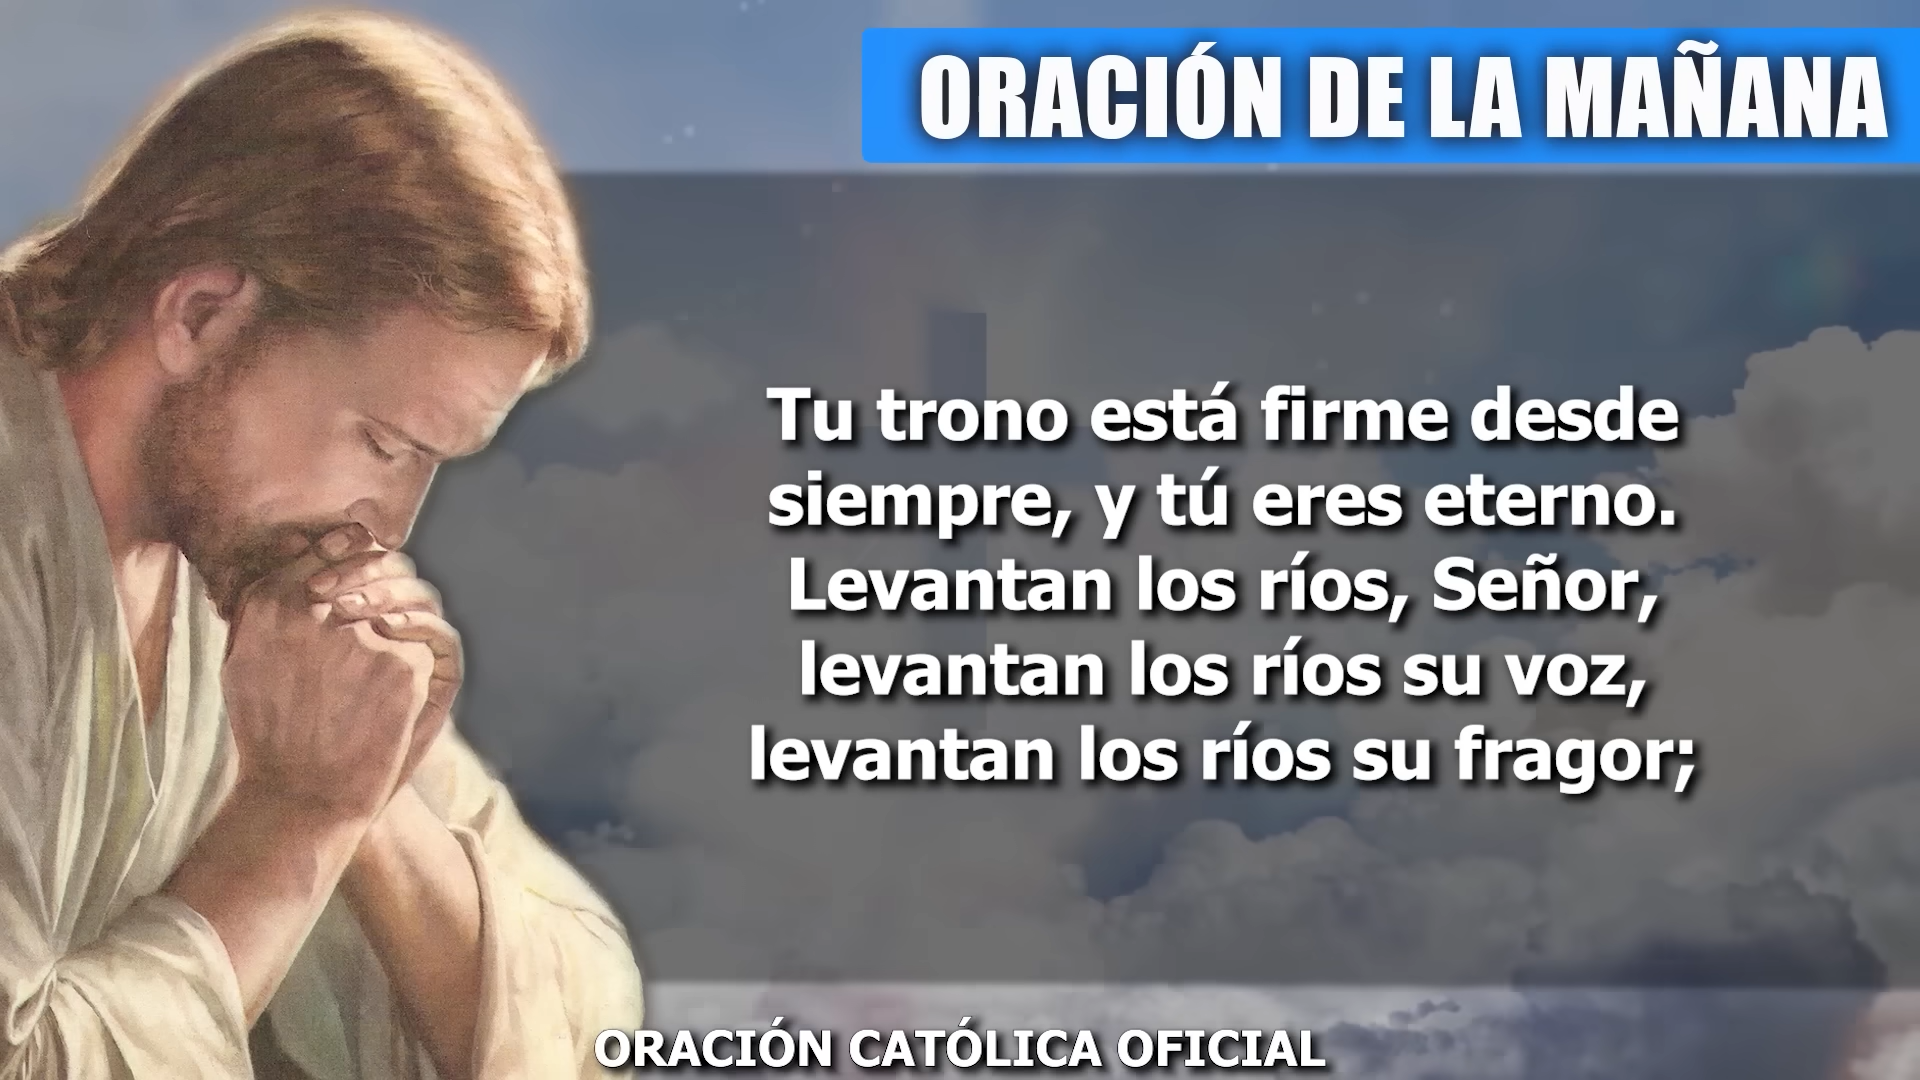 ORACIÓN DE LA MAÑANA
Tu trono está firme desde
siempre, y tú eres eterno.
Levantan los ríos, Señor,
levantan los ríos su voz,
levantan los ríos su fragor;
ORACIÓN CATÓLICA OFICIAL